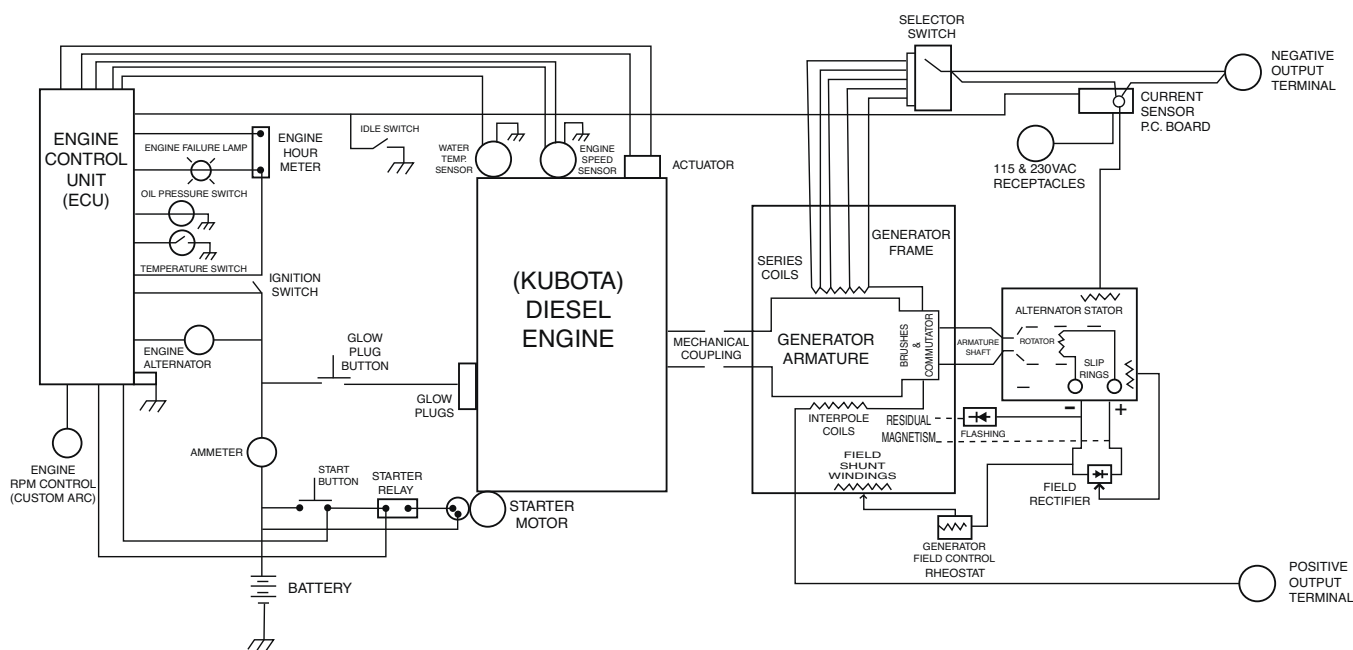 SELECTOR
SWITCH
NEGATIVE
OUTPUT
TERMINAL
ENGINE
CONTROL
UNIT
(ECU)
ENGINE FAILURE LAMP
ENGINE
HOUR
METER
IDLE SWITCH
WATER
TEMP.
SENSOR
ENGINE
SPEED
SENSOR
ACTUATOR
CURRENT
SENSOR
P.C. BOARD
115 & 230VAC
RECEPTACLES
OIL PRESSURE SWITCH
TEMPERATURE SWITCH
IGNITION
SWITCH
(KUBOTA)
DIESEL
ENGINE
SERIES
COILS
GENERATOR
FRAME
ENGINE
ALTERNATOR
GLOW
PLUG
BUTTON
GLOW
PLUGS
MECHANICAL
COUPLING
GENERATOR
ARMATURE
BRUSHES
&
COMMUTATOR
ARMATURE
SHAFT
ALTERNATOR STATOR
ROTATOR
SLIP
RINGS
-
+
INTERPOLE
COILS
RESIDUAL
MAGNETISM
FLASHING
FIELD
SHUNT
WINDINGS
FIELD
RECTIFIER
ENGINE
RPM CONTROL
(CUSTOM ARC)
AMMETER
START
BUTTON
STARTER
RELAY
STARTER
MOTOR
GENERATOR
FIELD CONTROL
RHEOSTAT
BATTERY
POSITIVE
OUTPUT
TERMINAL